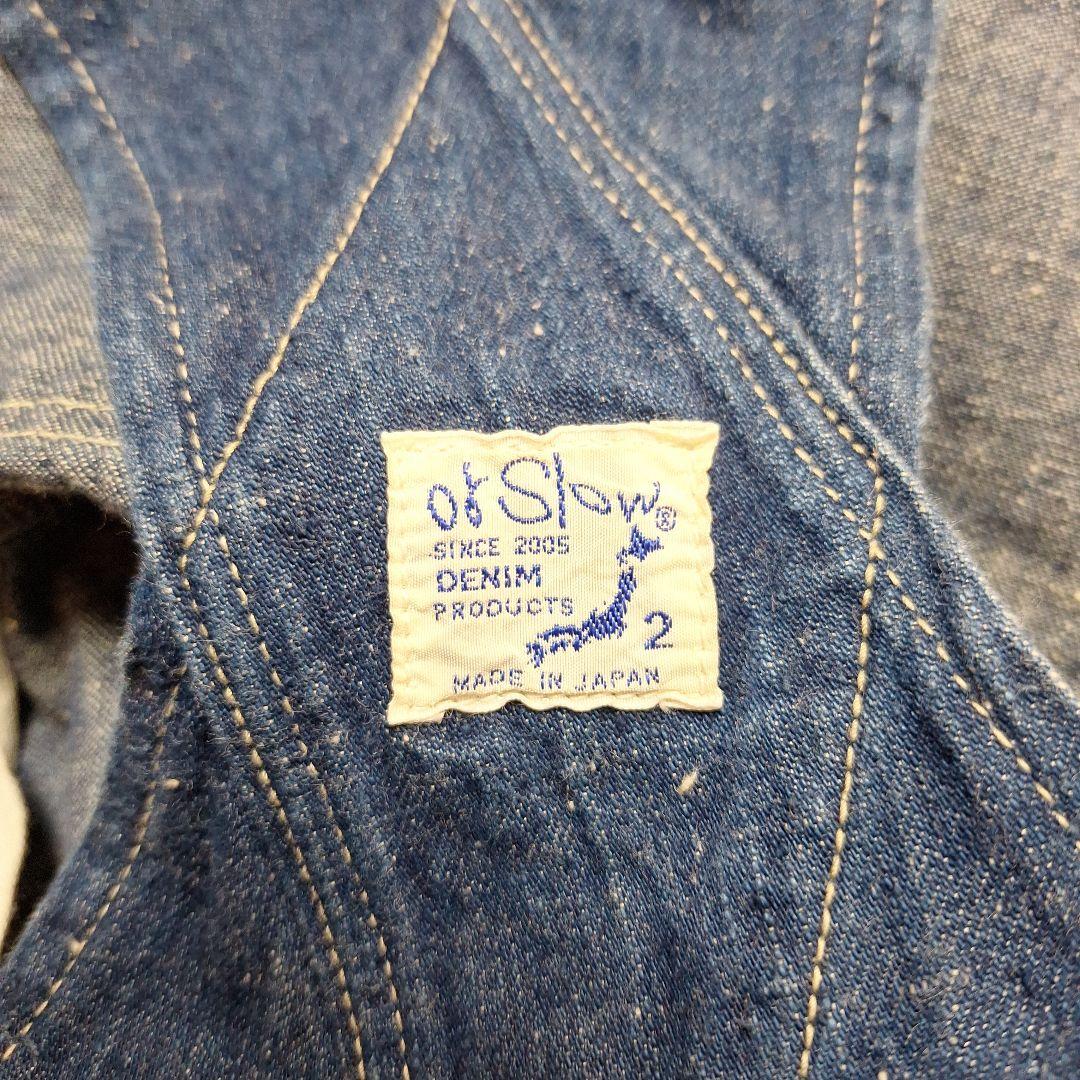 orSlow®
SINCE 2005
DENIM
PRODUCTS
2
MADE IN JAPAN